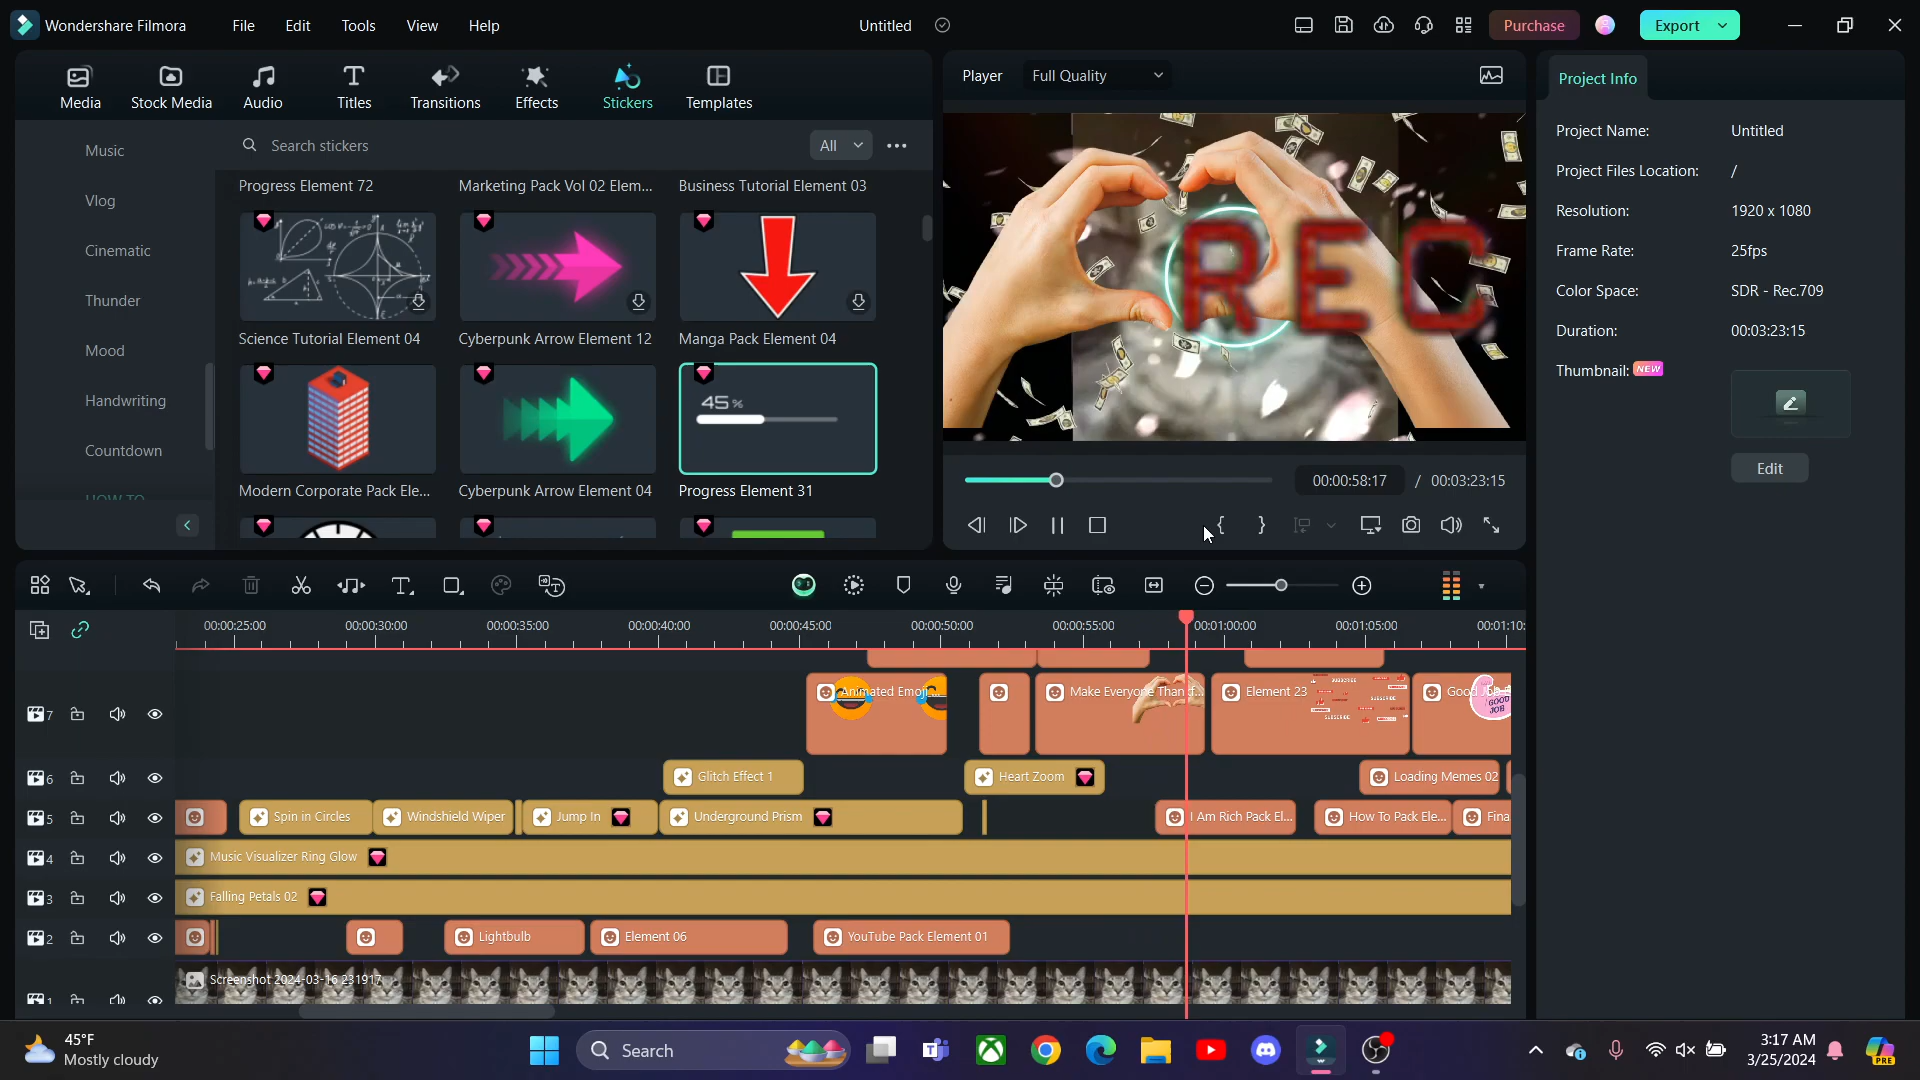 Wondershare Filmora
File Edit Tools View Help
Untitled
Purchase
Export
Media
Stock Media
Audio
Titles
Transitions
Effects
Stickers
Templates
Music
Vlog
Cinematic
Thunder
Mood
Handwriting
Countdown
HOW TO
Search stickers
All
Progress Element 72
Marketing Pack Vol 02 Elem...
Business Tutorial Element 03
Science Tutorial Element 04
Cyberpunk Arrow Element 12
Manga Pack Element 04
45 %
Modern Corporate Pack Ele...
Cyberpunk Arrow Element 04
Progress Element 31
Player
Full Quality
REC
00:00:58:17 / 00:03:23:15
Project Info
Project Name: Untitled
Project Files Location: /
Resolution: 1920 x 1080
Frame Rate: 25fps
Color Space: SDR - Rec.709
Duration: 00:03:23:15
Thumbnail: NEW
Edit
00:00:25:00 00:00:30:00 00:00:35:00 00:00:40:00 00:00:45:00 00:00:50:00 00:00:55:00 00:01:00:00 00:01:05:00 00:01:10:
7
Animated Emoji ...
Make Everyone Thankf...
Element 23
SUBSCRIBE
GOOD JOB
6
Glitch Effect 1
Heart Zoom
Loading Memes 02
5
Spin in Circles
Windshield Wiper
Jump In
Underground Prism
I Am Rich Pack El...
How To Pack Ele...
Fina
4
Music Visualizer Ring Glow
3
Falling Petals 02
2
Lightbulb
Element 06
YouTube Pack Element 01
1
Screenshot 2024-03-16 231917
45°F
Mostly cloudy
Search
3:17 AM
3/25/2024
PRE